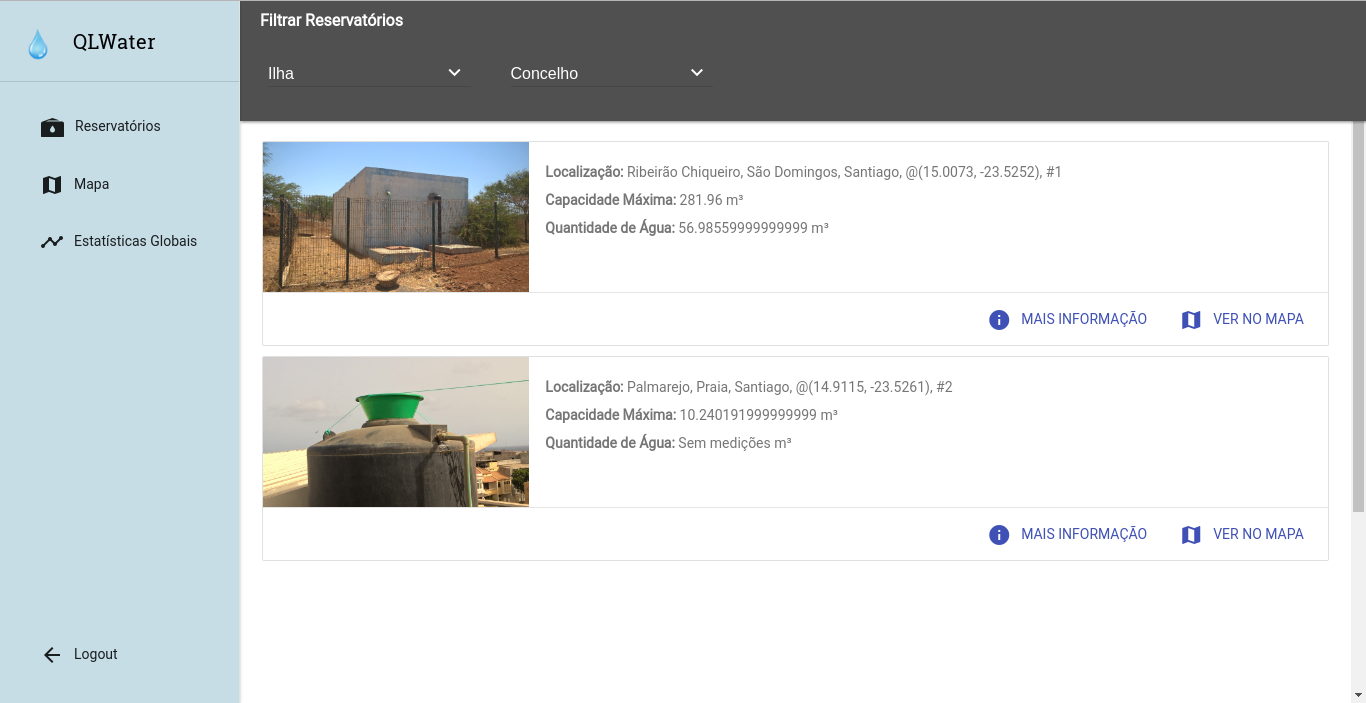 QLWater
Reservatórios
Mapa
Estatísticas Globais
Logout
Filtrar Reservatórios
Ilha
Concelho
Localização: Ribeirão Chiqueiro, São Domingos, Santiago, @(15.0073, -23.5252), #1
Capacidade Máxima: 281.96 m³
Quantidade de Água: 56.98559999999999 m³
MAIS INFORMAÇÃO
VER NO MAPA
Localização: Palmarejo, Praia, Santiago, @(14.9115, -23.5261), #2
Capacidade Máxima: 10.240191999999999 m³
Quantidade de Água: Sem medições m³
MAIS INFORMAÇÃO
VER NO MAPA